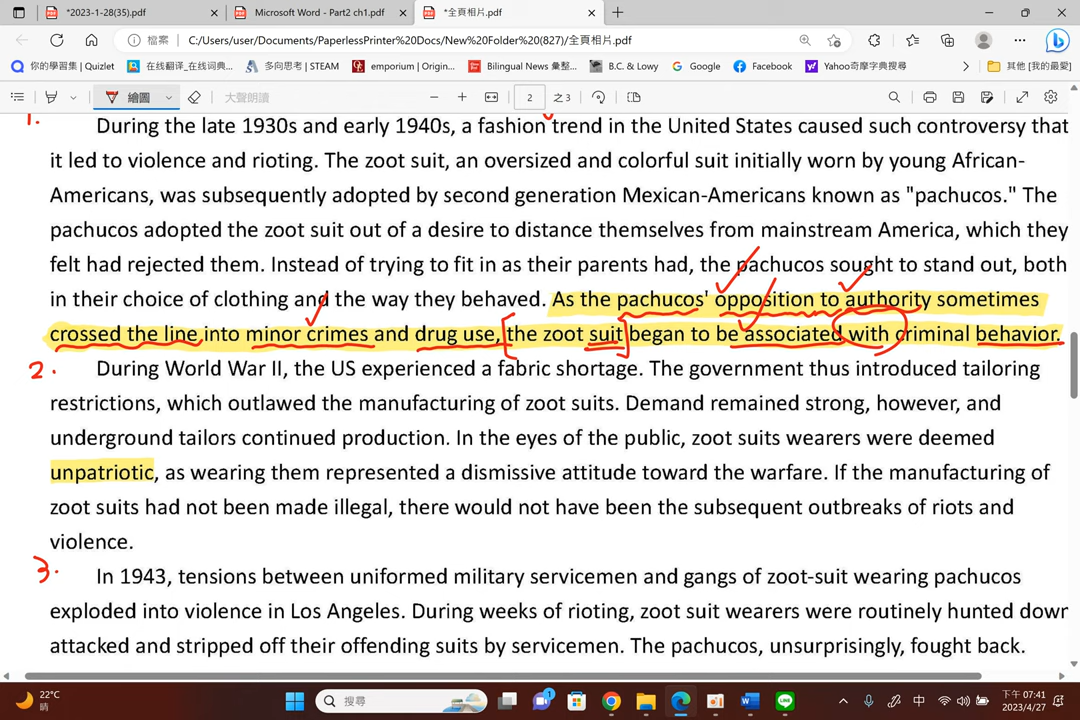 *2023-1-28(35).pdf
Microsoft Word - Part2 ch1.pdf
*全頁相片.pdf
檔案
C:/Users/user/Documents/PaperlessPrinter%20Docs/New%20Folder%20(827)/全頁相片.pdf
你的學習集 | Quizlet
在线翻译_在线词典...
多向思考 | STEAM
emporium | Origin...
Bilingual News 彙整...
B.C. & Lowy
Google
Facebook
Yahoo奇摩字典搜尋
其他 [我的最愛]
繪圖
大聲朗讀
2
之 3
1.
During the late 1930s and early 1940s, a fashion trend in the United States caused such controversy that
it led to violence and rioting. The zoot suit, an oversized and colorful suit initially worn by young African-
Americans, was subsequently adopted by second generation Mexican-Americans known as "pachucos." The
pachucos adopted the zoot suit out of a desire to distance themselves from mainstream America, which they
felt had rejected them. Instead of trying to fit in as their parents had, the pachucos sought to stand out, both
in their choice of clothing and the way they behaved. As the pachucos' opposition to authority sometimes
crossed the line into minor crimes and drug use, [the zoot suit] began to be associated with criminal behavior.
2.
During World War II, the US experienced a fabric shortage. The government thus introduced tailoring
restrictions, which outlawed the manufacturing of zoot suits. Demand remained strong, however, and
underground tailors continued production. In the eyes of the public, zoot suits wearers were deemed
unpatriotic, as wearing them represented a dismissive attitude toward the warfare. If the manufacturing of
zoot suits had not been made illegal, there would not have been the subsequent outbreaks of riots and
violence.
3.
In 1943, tensions between uniformed military servicemen and gangs of zoot-suit wearing pachucos
exploded into violence in Los Angeles. During weeks of rioting, zoot suit wearers were routinely hunted down
attacked and stripped off their offending suits by servicemen. The pachucos, unsurprisingly, fought back.
22°C
晴
搜尋
1
中
下午 07:41
2023/4/27